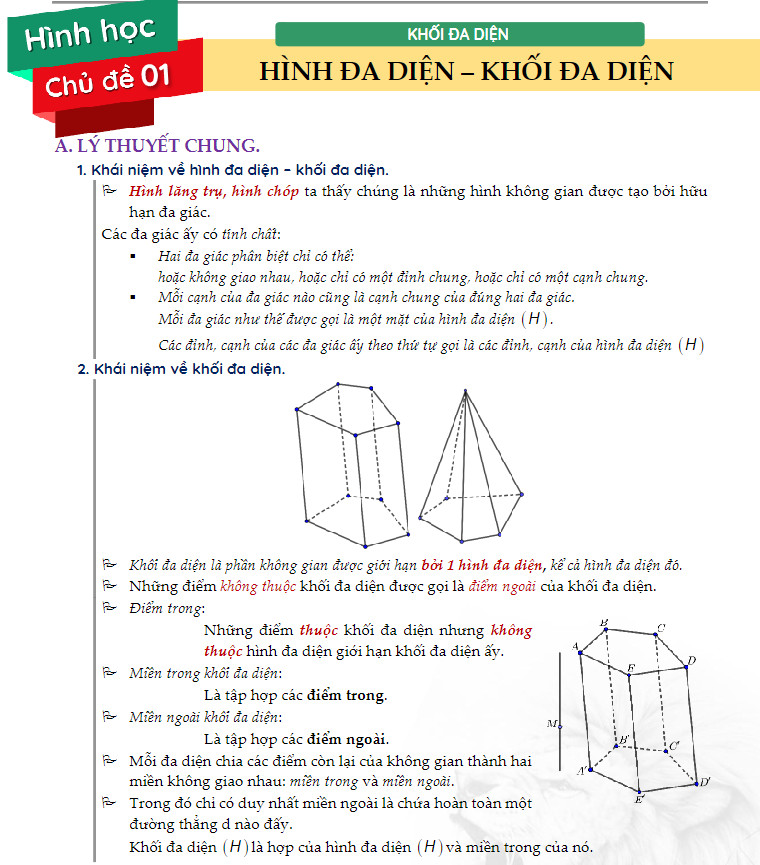 Hình học
Chủ đề 01
KHỐI ĐA DIỆN
HÌNH ĐA DIỆN – KHỐI ĐA DIỆN
A. LÝ THUYẾT CHUNG.
1. Khái niệm về hình đa diện – khối đa diện.
Hình lăng trụ, hình chóp ta thấy chúng là những hình không gian được tạo bởi hữu
hạn đa giác.
Các đa giác ấy có tính chất:
Hai đa giác phân biệt chỉ có thể:
hoặc không giao nhau, hoặc chỉ có một đỉnh chung, hoặc chỉ có một cạnh chung.
Mỗi cạnh của đa giác nào cũng là cạnh chung của đúng hai đa giác.
Mỗi đa giác như thế được gọi là một mặt của hình đa diện (H).
Các đỉnh, cạnh của các đa giác ấy theo thứ tự gọi là các đỉnh, cạnh của hình đa diện (H)
2. Khái niệm về khối đa diện.
Khối đa diện là phần không gian được giới hạn bởi 1 hình đa diện, kể cả hình đa diện đó.
Những điểm không thuộc khối đa diện được gọi là điểm ngoài của khối đa diện.
Điểm trong:
Những điểm thuộc khối đa diện nhưng không
thuộc hình đa diện giới hạn khối đa diện ấy.
Miền trong khối đa diện:
Là tập hợp các điểm trong.
Miền ngoài khối đa diện:
Là tập hợp các điểm ngoài.
Mỗi đa diện chia các điểm còn lại của không gian thành hai
miền không giao nhau: miền trong và miền ngoài.
Trong đó chỉ có duy nhất miền ngoài là chứa hoàn toàn một
đường thẳng d nào đấy.
Khối đa diện (H) là hợp của hình đa diện (H) và miền trong của nó.
B
C
A
E
D
M
B'
C'
A'
D'
E'